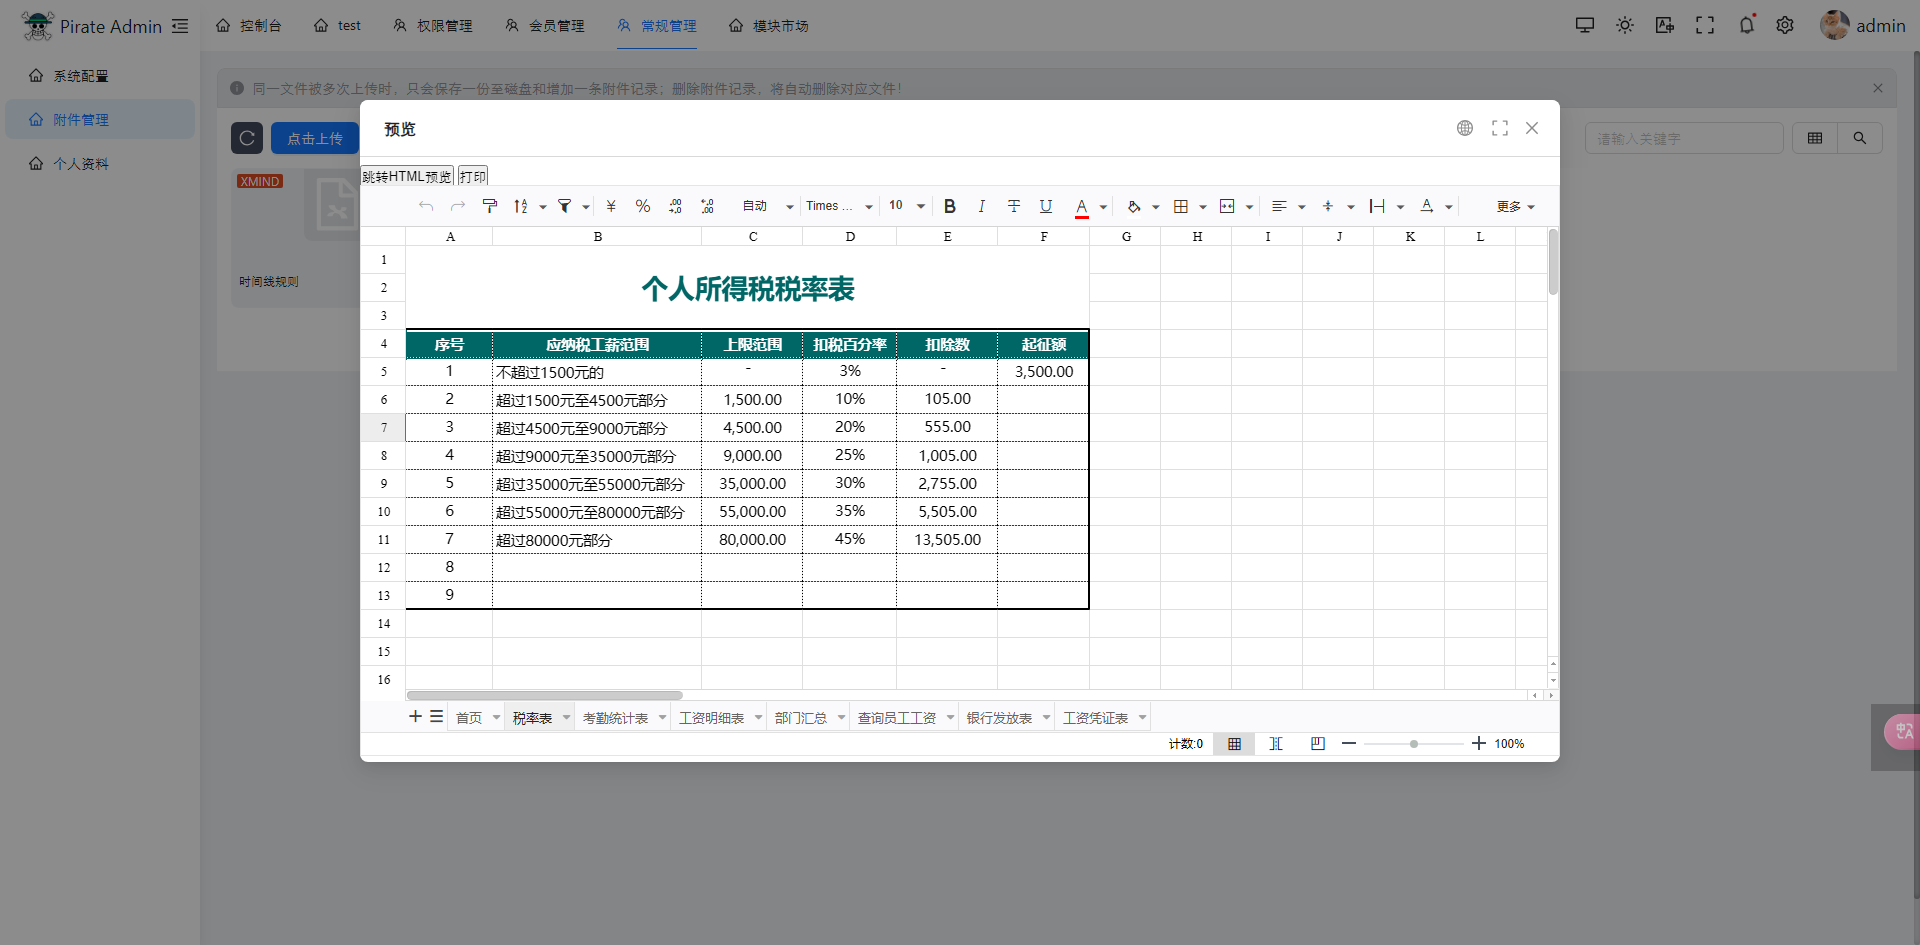 Pirate Admin
控制台
test
权限管理
会员管理
常规管理
模块市场
admin
系统配置
附件管理
个人资料
同一文件被多次上传时，只会保存一份至磁盘和增加一条附件记录；删除附件记录，将自动删除对应文件！
点击上传
请输入关键字
XMIND
时间线规则
预览
跳转HTML预览 打印
¥ % .00 自动 Times ... 10 B I T U A 更多
A B C D E F G H I J K L
1
2 个人所得税税率表
3
4 序号 应纳税工薪范围 上限范围 扣税百分率 扣除数 起征额
5 1 不超过1500元的 - 3% - 3,500.00
6 2 超过1500元至4500元部分 1,500.00 10% 105.00
7 3 超过4500元至9000元部分 4,500.00 20% 555.00
8 4 超过9000元至35000元部分 9,000.00 25% 1,005.00
9 5 超过35000元至55000元部分 35,000.00 30% 2,755.00
10 6 超过55000元至80000元部分 55,000.00 35% 5,505.00
11 7 超过80000元部分 80,000.00 45% 13,505.00
12 8
13 9
14
15
16
首页 税率表 考勤统计表 工资明细表 部门汇总 查询员工工资 银行发放表 工资凭证表
计数:0 100%